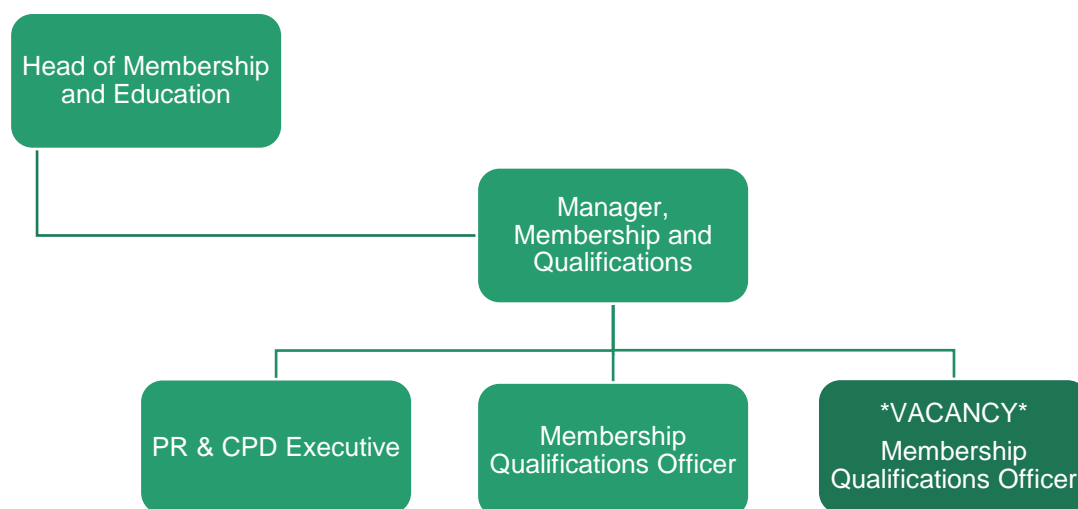 Head of Membership
and Education
Manager,
Membership and
Qualifications
PR & CPD Executive
Membership
Qualifications Officer
*VACANCY*
Membership
Qualifications Officer